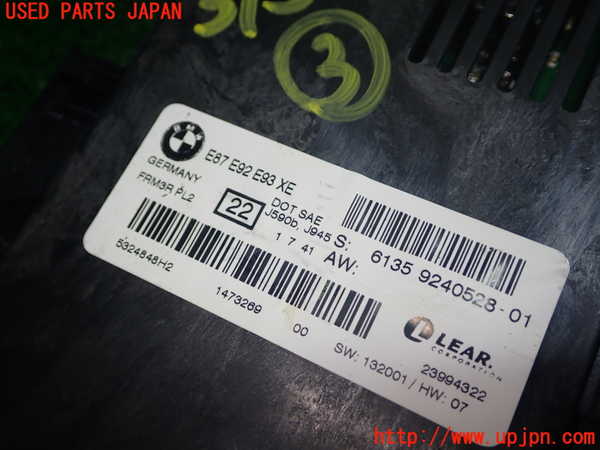 USED PARTS JAPAN
3
BMW
E87 E92 E93 XE
GERMANY
FRM3R PL2
22
DOT SAE
J590b, J945
1 7 41
S:
AW:
6135 9240528-01
5324848H2
1473269
00
LEAR
CORPORATION
23994322
SW: 132001 / HW: 07
http://www.upjpn.com/